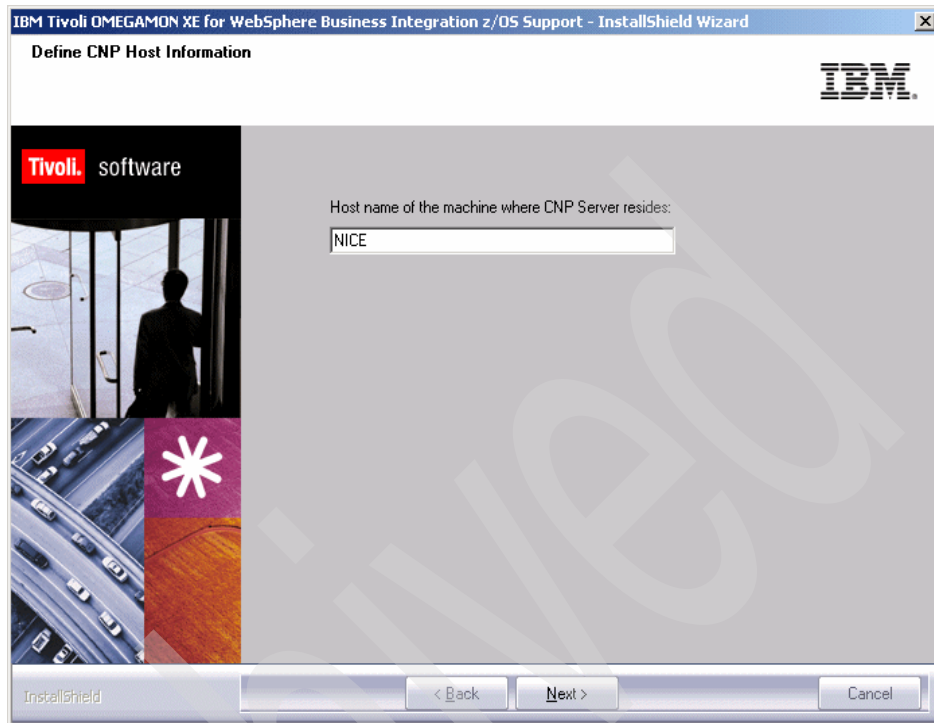 IBM Tivoli OMEGAMON XE for WebSphere Business Integration z/OS Support - InstallShield Wizard
Define CNP Host Information
IBM.
Tivoli. software
Host name of the machine where CNP Server resides:
NICE
InstallShield
< Back
Next >
Cancel